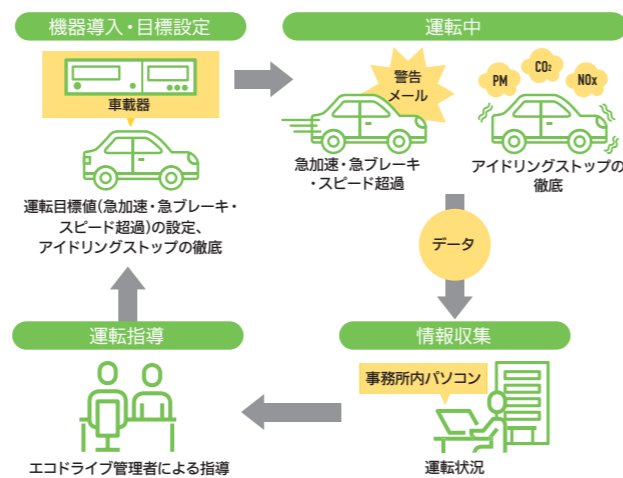 機器導入・目標設定
車載器
運転目標値(急加速・急ブレーキ・
スピード超過)の設定、
アイドリングストップの徹底
運転中
警告
メール
急加速・急ブレーキ
・スピード超過
PM
CO₂
NOx
アイドリングストップの
徹底
データ
情報収集
事務所内パソコン
運転状況
運転指導
エコドライブ管理者による指導